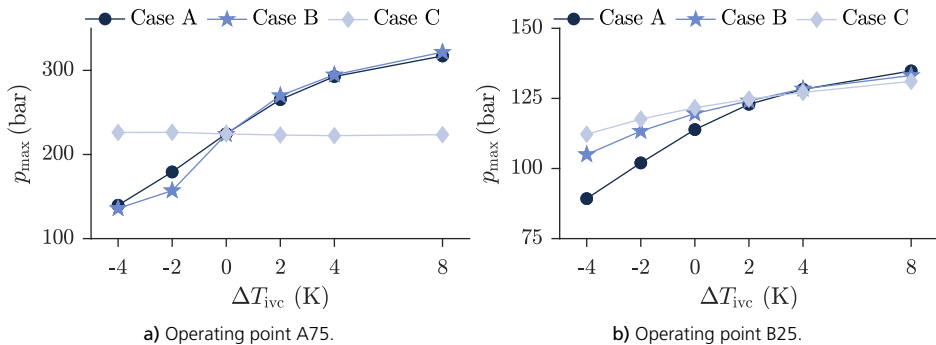 Case A Case B Case C
300
200
100
p_max (bar)
-4 -2 0 2 4 8
ΔT_ivc (K)
a) Operating point A75.
Case A Case B Case C
150
125
100
75
p_max (bar)
-4 -2 0 2 4 8
ΔT_ivc (K)
b) Operating point B25.